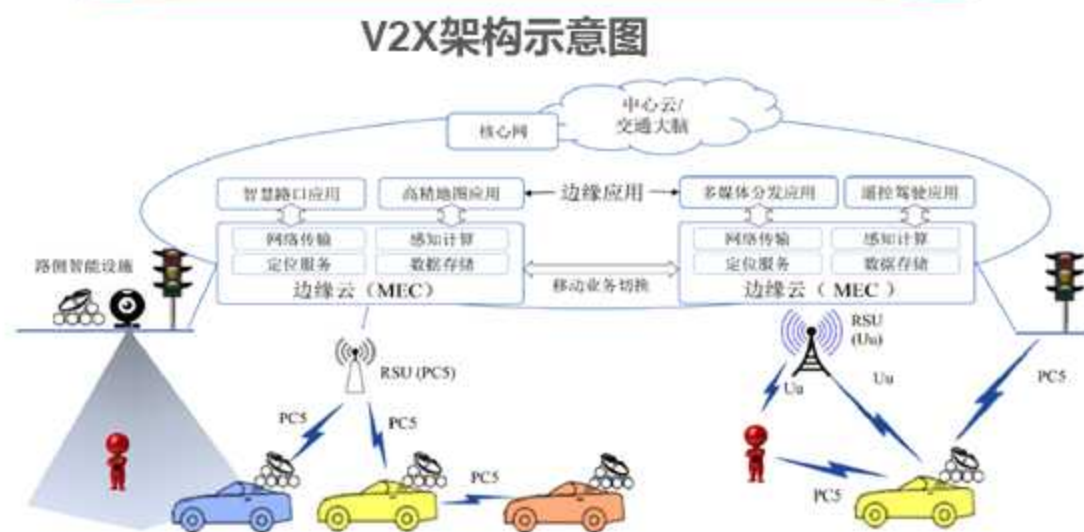 V2X架构示意图
中心云/
交通大脑
核心网
智慧路口应用
高精地图应用
边缘应用
多媒体分发应用
遥控驾驶应用
网络传输
感知计算
定位服务
数据存储
边缘云（MEC）
移动业务切换
网络传输
感知计算
定位服务
数据存储
边缘云（ MEC ）
路侧智能设施
RSU (PC5)
RSU
(Uu)
PC5
PC5
PC5
Uu
Uu
PC5
PC5